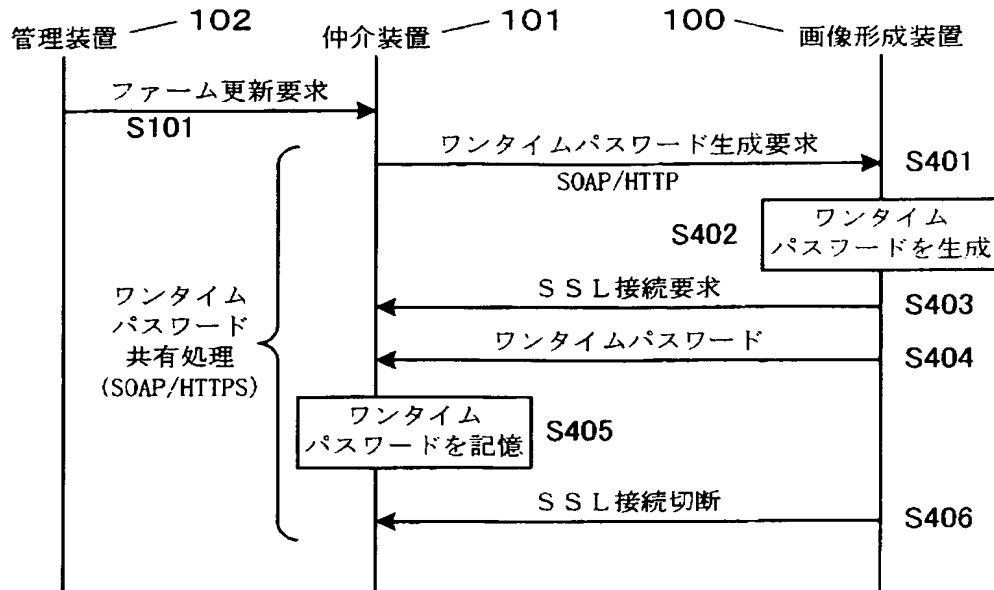 管理装置 102
仲介装置 101
100 画像形成装置
ファーム更新要求
S101
ワンタイムパスワード生成要求
SOAP/HTTP
S401
S402
ワンタイム
パスワードを生成
SSL接続要求
S403
ワンタイムパスワード
S404
ワンタイム
パスワード
共有処理
(SOAP/HTTPS)
ワンタイム
パスワードを記憶
S405
SSL接続切断
S406